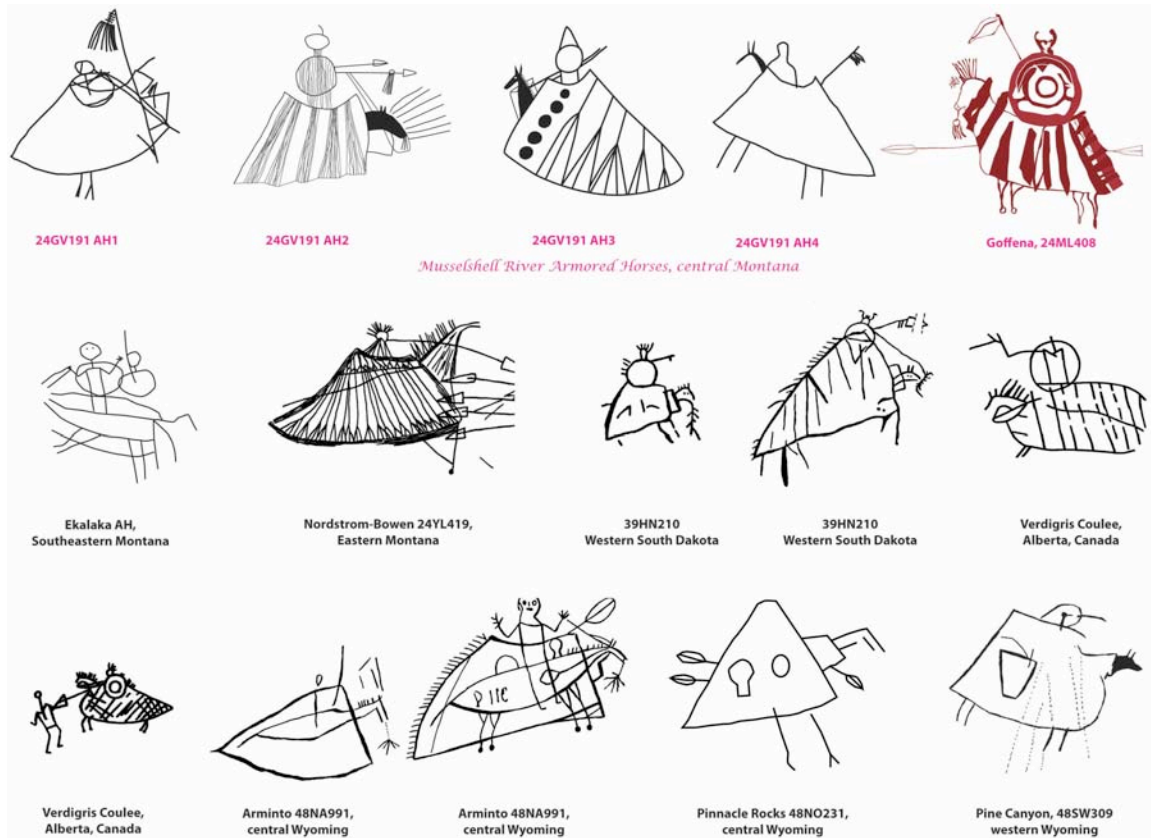 24GV191 AH1
24GV191 AH2
24GV191 AH3
24GV191 AH4
Goffena, 24ML408
Musselshell River Armored Horses, central Montana
Ekalaka AH,
Southeastern Montana
Nordstrom-Bowen 24YL419,
Eastern Montana
39HN210
Western South Dakota
39HN210
Western South Dakota
Verdigris Coulee,
Alberta, Canada
Verdigris Coulee,
Alberta, Canada
Arminto 48NA991,
central Wyoming
Arminto 48NA991,
central Wyoming
Pinnacle Rocks 48NO231,
central Wyoming
Pine Canyon, 48SW309
western Wyoming